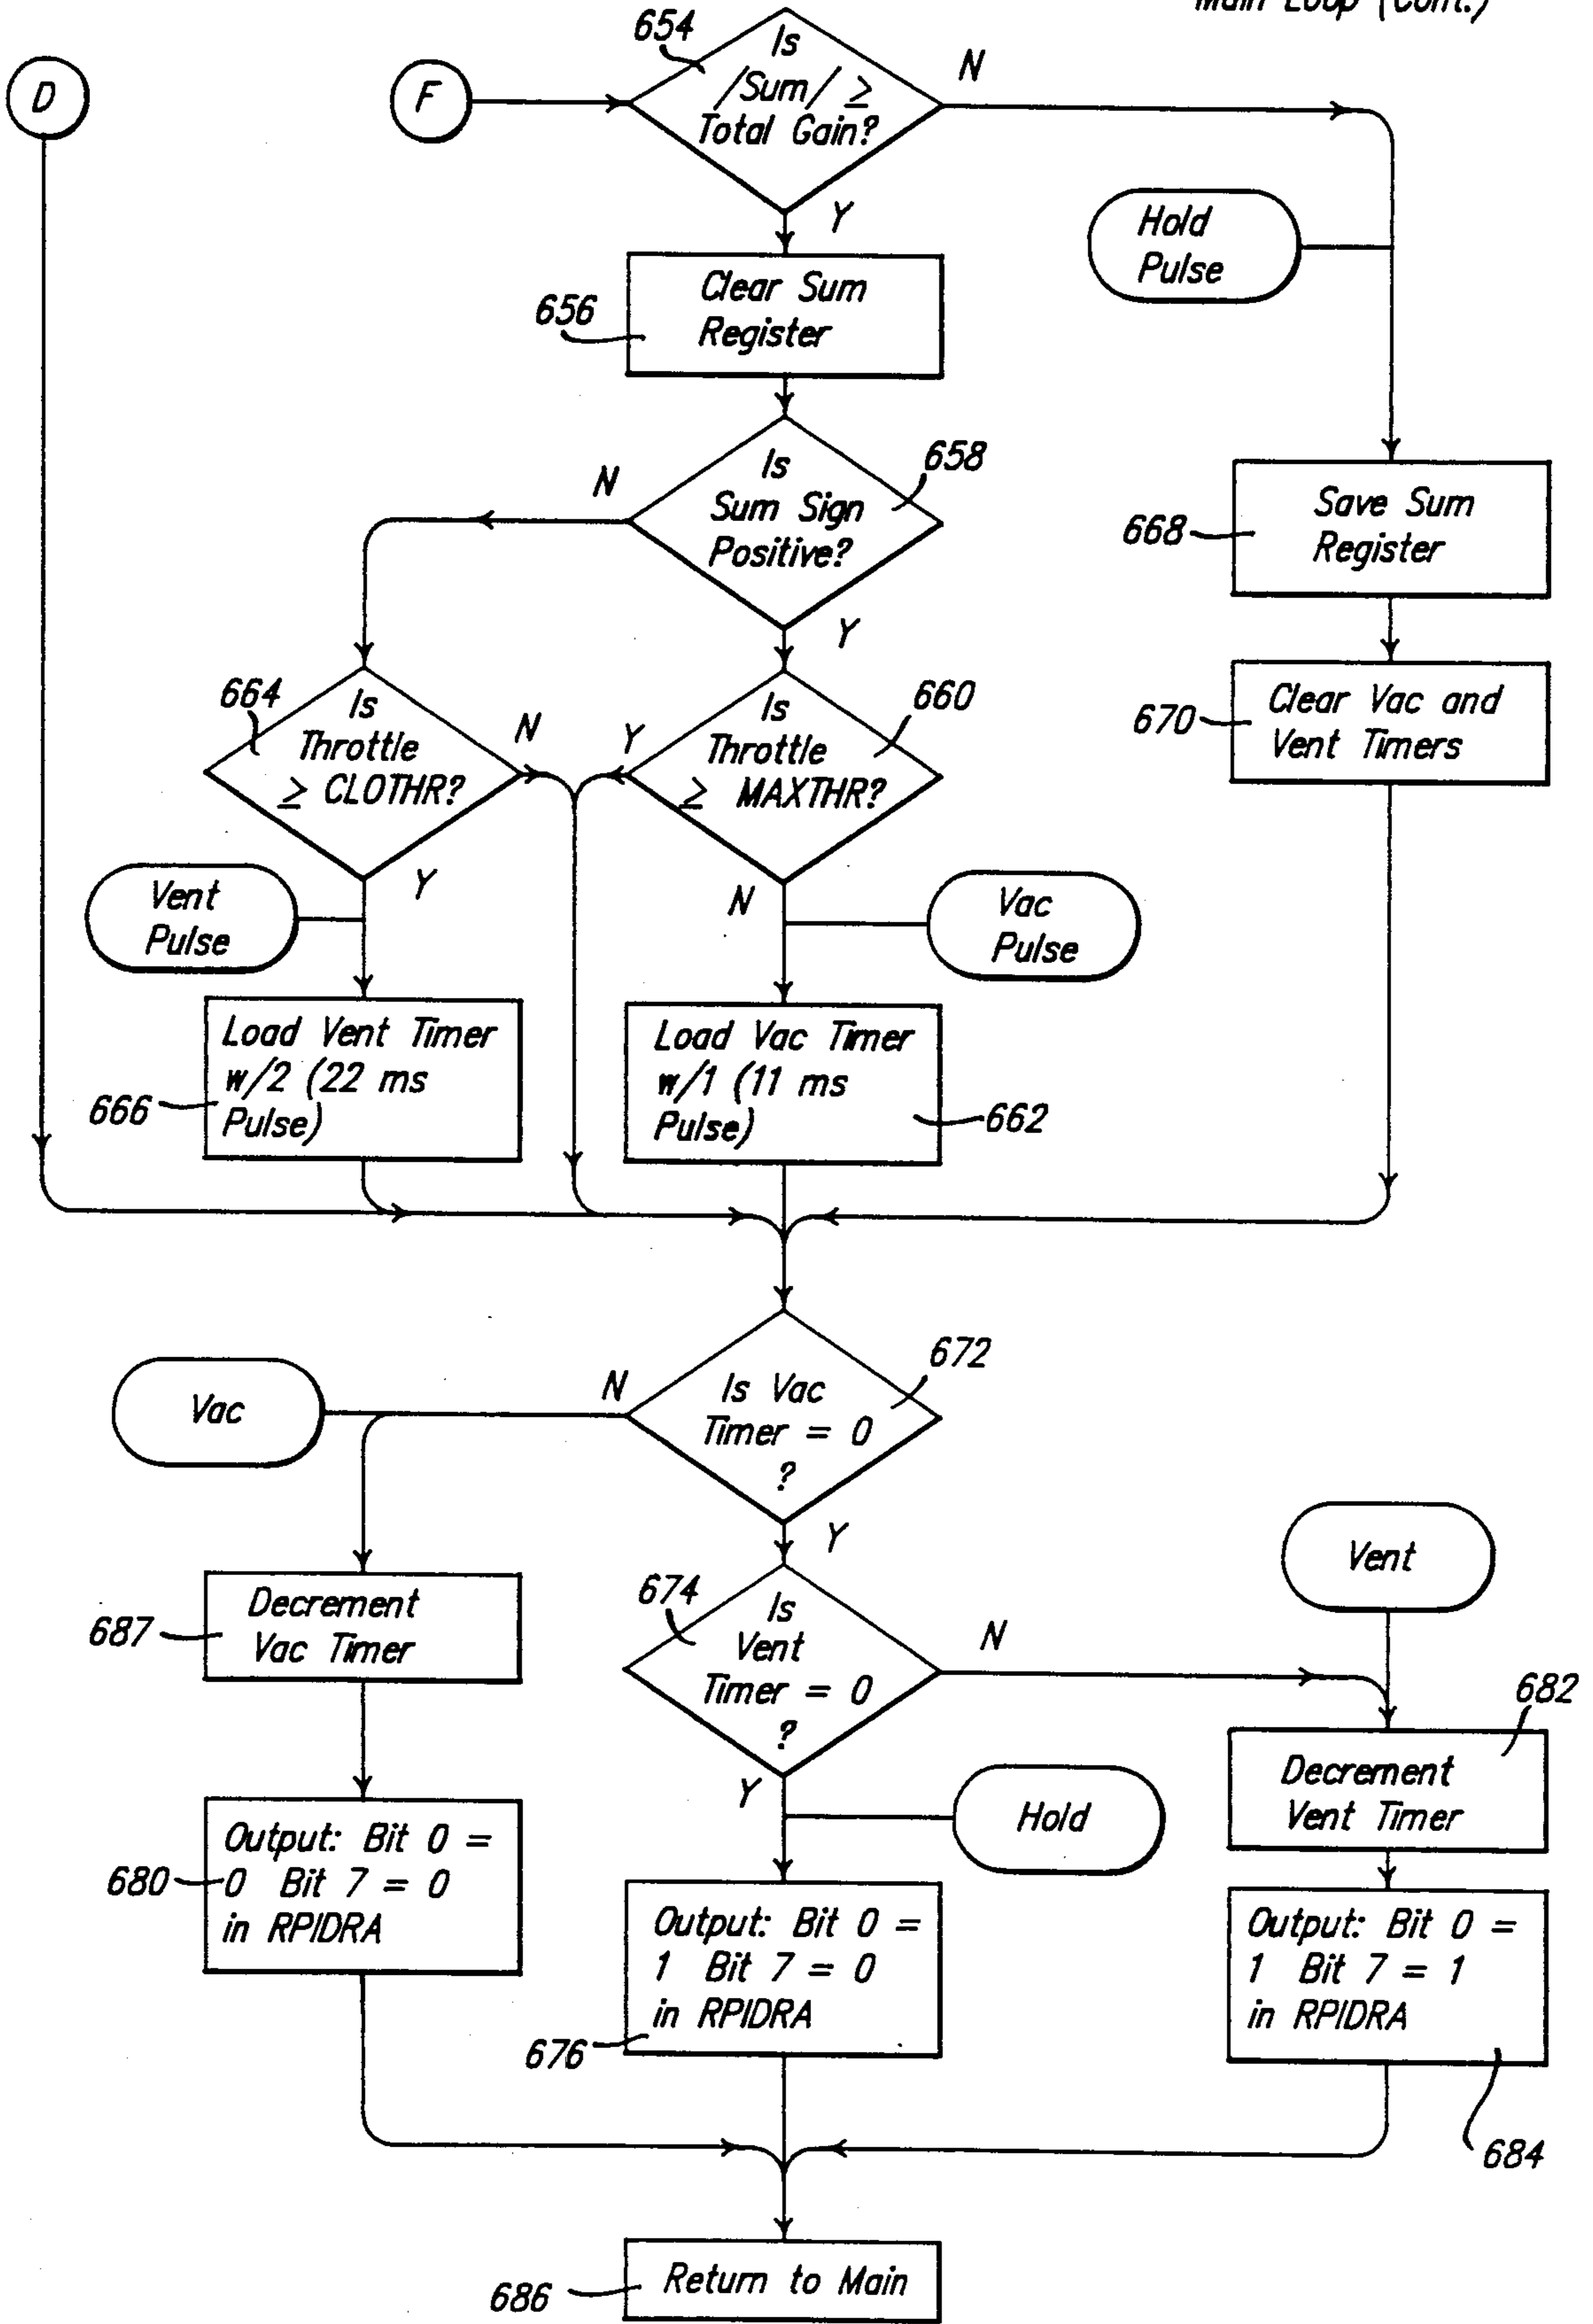 Main Loop (Cont.)
654
Is
/Sum/ ≥
Total Gain?
N
D
F
Y
Hold
Pulse
656
Clear Sum
Register
658
Is
Sum Sign
Positive?
N
Y
668
Save Sum
Register
664
Is
Throttle
≥ CLOTHR?
N
Y
660
Is
Throttle
≥ MAXTHR?
Y
N
670
Clear Vac and
Vent Timers
Vent
Pulse
Vac
Pulse
666
Load Vent Timer
w/2 (22 ms
Pulse)
Load Vac Timer
w/1 (11 ms
Pulse)
662
Vac
N
672
Is Vac
Timer = 0
?
Y
Vent
687
Decrement
Vac Timer
674
Is
Vent
Timer = 0
?
N
Y
682
Decrement
Vent Timer
Hold
680
Output: Bit 0 =
0 Bit 7 = 0
in RPIDRA
Output: Bit 0 =
1 Bit 7 = 0
in RPIDRA
676
Output: Bit 0 =
1 Bit 7 = 1
in RPIDRA
684
686
Return to Main